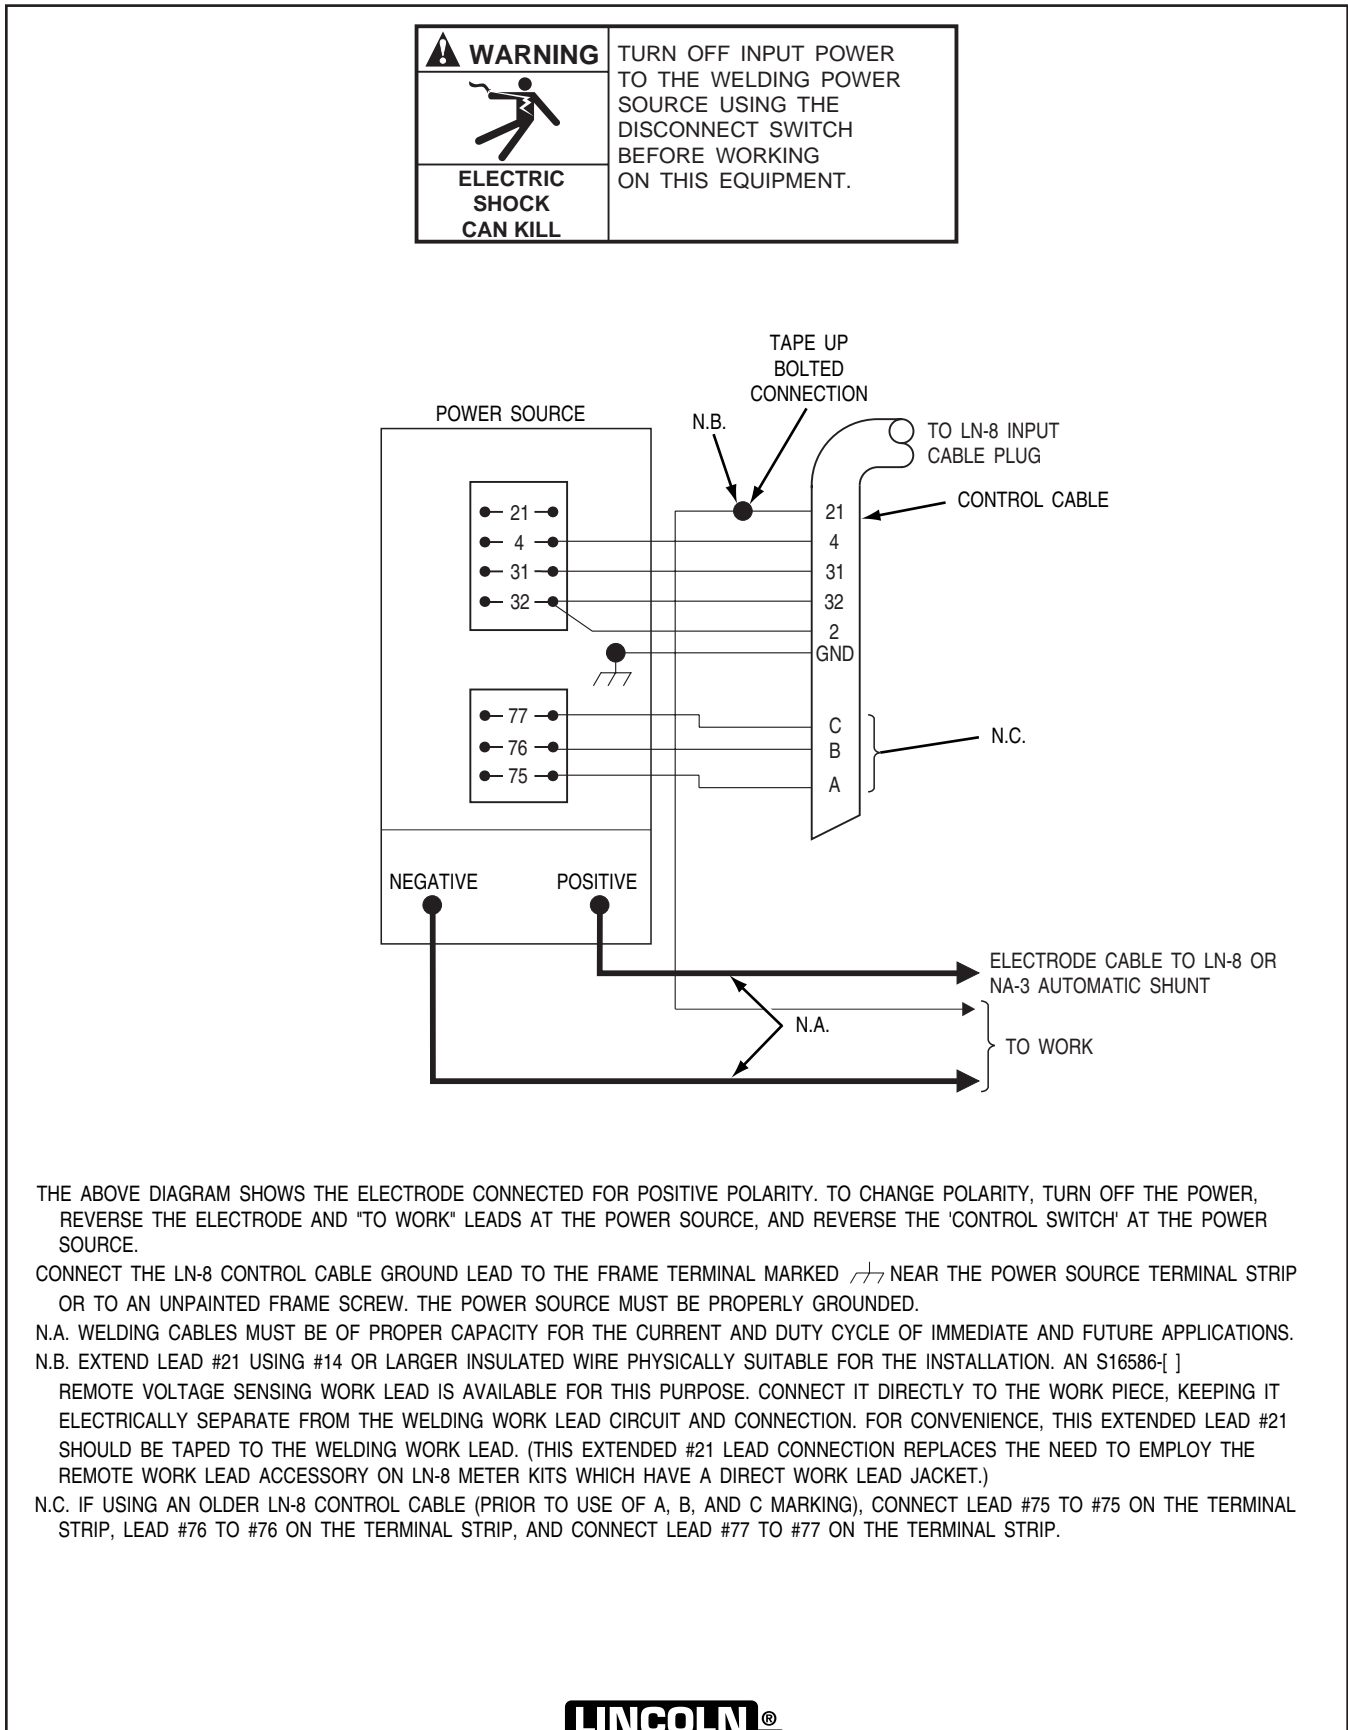 WARNING
ELECTRIC
SHOCK
CAN KILL
TURN OFF INPUT POWER
TO THE WELDING POWER
SOURCE USING THE
DISCONNECT SWITCH
BEFORE WORKING
ON THIS EQUIPMENT.
TAPE UP
BOLTED
CONNECTION
N.B.
POWER SOURCE
TO LN-8 INPUT
CABLE PLUG
CONTROL CABLE
21
4
31
32
21
4
31
32
2
GND
77
76
75
C
B
A
N.C.
NEGATIVE
POSITIVE
ELECTRODE CABLE TO LN-8 OR
NA-3 AUTOMATIC SHUNT
N.A.
TO WORK
THE ABOVE DIAGRAM SHOWS THE ELECTRODE CONNECTED FOR POSITIVE POLARITY. TO CHANGE POLARITY, TURN OFF THE POWER,
REVERSE THE ELECTRODE AND "TO WORK" LEADS AT THE POWER SOURCE, AND REVERSE THE 'CONTROL SWITCH' AT THE POWER
SOURCE.
CONNECT THE LN-8 CONTROL CABLE GROUND LEAD TO THE FRAME TERMINAL MARKED NEAR THE POWER SOURCE TERMINAL STRIP
OR TO AN UNPAINTED FRAME SCREW. THE POWER SOURCE MUST BE PROPERLY GROUNDED.
N.A. WELDING CABLES MUST BE OF PROPER CAPACITY FOR THE CURRENT AND DUTY CYCLE OF IMMEDIATE AND FUTURE APPLICATIONS.
N.B. EXTEND LEAD #21 USING #14 OR LARGER INSULATED WIRE PHYSICALLY SUITABLE FOR THE INSTALLATION. AN S16586-[ ]
REMOTE VOLTAGE SENSING WORK LEAD IS AVAILABLE FOR THIS PURPOSE. CONNECT IT DIRECTLY TO THE WORK PIECE, KEEPING IT
ELECTRICALLY SEPARATE FROM THE WELDING WORK LEAD CIRCUIT AND CONNECTION. FOR CONVENIENCE, THIS EXTENDED LEAD #21
SHOULD BE TAPED TO THE WELDING WORK LEAD. (THIS EXTENDED #21 LEAD CONNECTION REPLACES THE NEED TO EMPLOY THE
REMOTE WORK LEAD ACCESSORY ON LN-8 METER KITS WHICH HAVE A DIRECT WORK LEAD JACKET.)
N.C. IF USING AN OLDER LN-8 CONTROL CABLE (PRIOR TO USE OF A, B, AND C MARKING), CONNECT LEAD #75 TO #75 ON THE TERMINAL
STRIP, LEAD #76 TO #76 ON THE TERMINAL STRIP, AND CONNECT LEAD #77 TO #77 ON THE TERMINAL STRIP.
LINCOLN ®